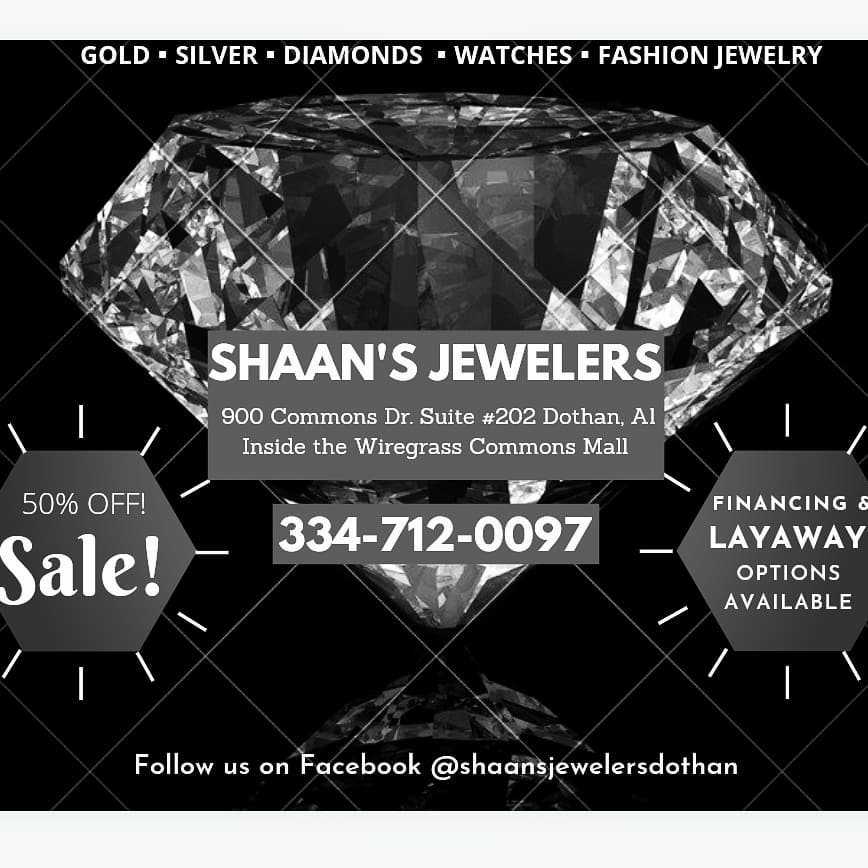 GOLD ▪ SILVER ▪ DIAMONDS ▪ WATCHES ▪ FASHION JEWELRY
SHAAN'S JEWELERS
900 Commons Dr. Suite #202 Dothan, Al
Inside the Wiregrass Commons Mall
334-712-0097
50% OFF!
Sale!
FINANCING &
LAYAWAY
OPTIONS
AVAILABLE
Follow us on Facebook @shaansjewelersdothan